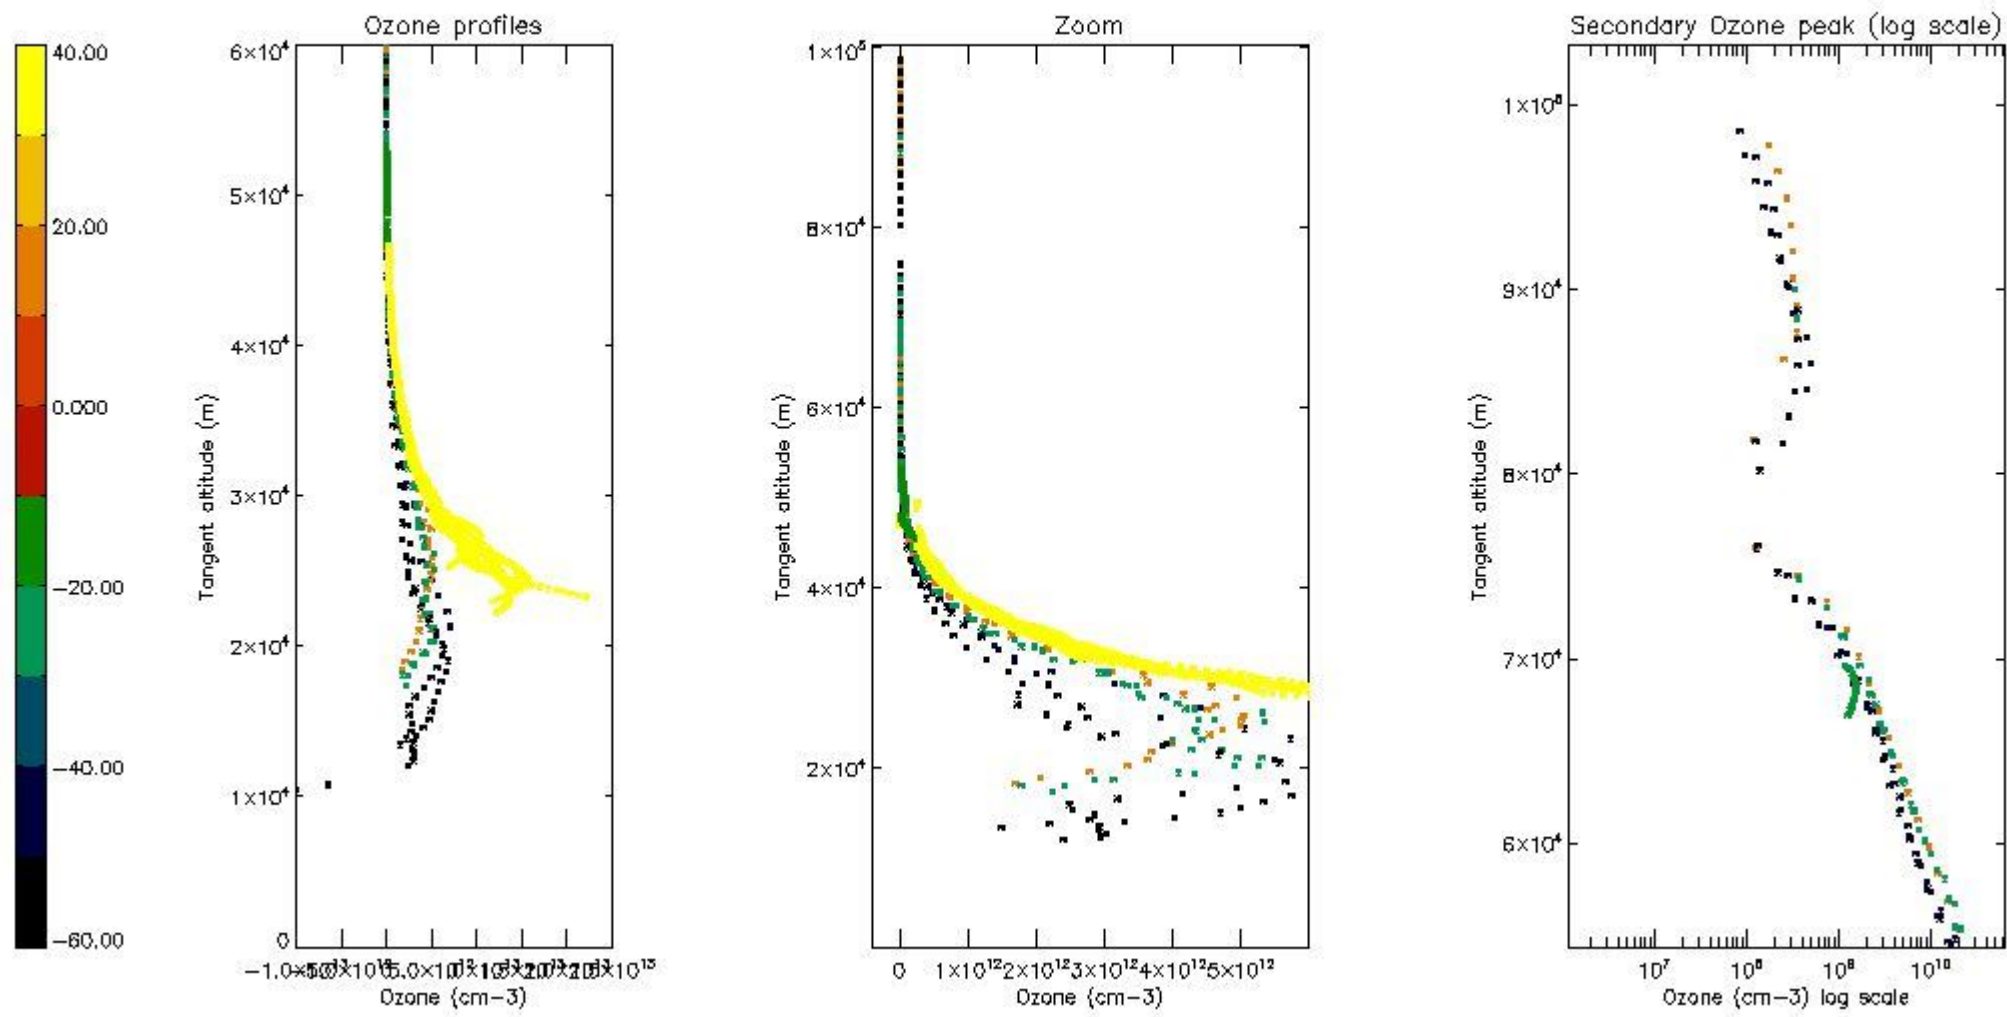 Ozone profiles
Zoom
Secondary Ozone peak (log scale)
40.00
20.00
0.000
−20.00
−40.00
−60.00
6×10⁴
5×10⁴
4×10⁴
3×10⁴
2×10⁴
1×10⁴
0
Tangent altitude (m)
Ozone (cm−3)
1×10⁵
8×10⁴
6×10⁴
4×10⁴
2×10⁴
Tangent altitude (m)
0 1×10¹² 2×10¹² 3×10¹² 4×10¹² 5×10¹²
Ozone (cm−3)
9×10⁴
8×10⁴
7×10⁴
6×10⁴
Tangent altitude (m)
10⁷ 10⁸ 10⁹ 10¹⁰
Ozone (cm−3) log scale